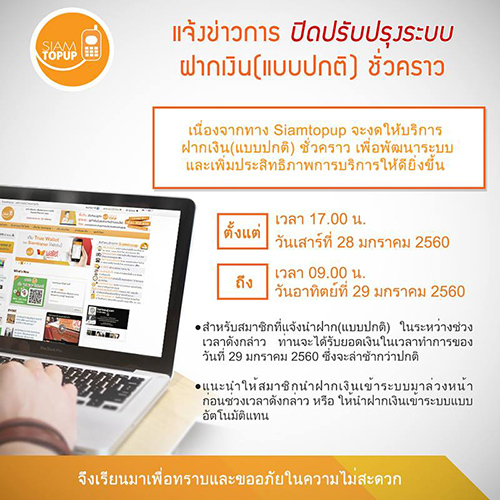 SIAM
TOPUP
แจ้งข่าวการ ปิดปรับปรุงระบบ
ฝากเงิน(แบบปกติ) ชั่วคราว
เนื่องจากทาง Siamtopup จะงดให้บริการ
ฝากเงิน(แบบปกติ) ชั่วคราว เพื่อพัฒนาระบบ
และเพิ่มประสิทธิภาพการบริการให้ดียิ่งขึ้น
ตั้งแต่
เวลา 17.00 น.
วันเสาร์ที่ 28 มกราคม 2560
ถึง
เวลา 09.00 น.
วันอาทิตย์ที่ 29 มกราคม 2560
●สำหรับสมาชิกที่แจ้งนำฝาก(แบบปกติ) ในระหว่างช่วง
เวลาดังกล่าว ท่านจะได้รับยอดเงินในเวลาทำการของ
วันที่ 29 มกราคม 2560 ซึ่งจะล่าช้ากว่าปกติ
●แนะนำให้สมาชิกนำฝากเงินเข้าระบบมาล่วงหน้า
ก่อนช่วงเวลาดังกล่าว หรือ ให้นำฝากเงินเข้าระบบแบบ
อัตโนมัติแทน
จึงเรียนมาเพื่อทราบและขออภัยในความไม่สะดวก